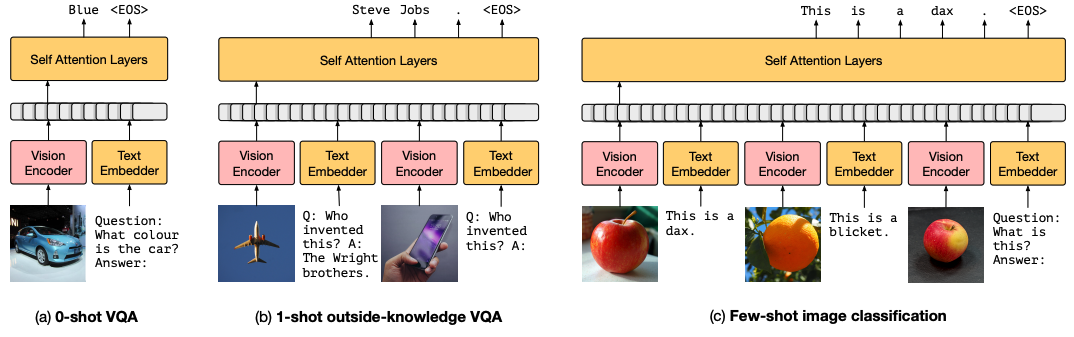 Blue <EOS>
Self Attention Layers
Vision
Encoder
Text
Embedder
Question:
What colour
is the car?
Answer:
(a) 0-shot VQA
Steve Jobs . <EOS>
Self Attention Layers
Vision
Encoder
Text
Embedder
Vision
Encoder
Text
Embedder
Q: Who
invented
this? A:
The Wright
brothers.
Q: Who
invented
this? A:
(b) 1-shot outside-knowledge VQA
This is a dax . <EOS>
Self Attention Layers
Vision
Encoder
Text
Embedder
Vision
Encoder
Text
Embedder
Vision
Encoder
Text
Embedder
This is a
dax.
This is a
blicket.
Question:
What is
this?
Answer:
(c) Few-shot image classification